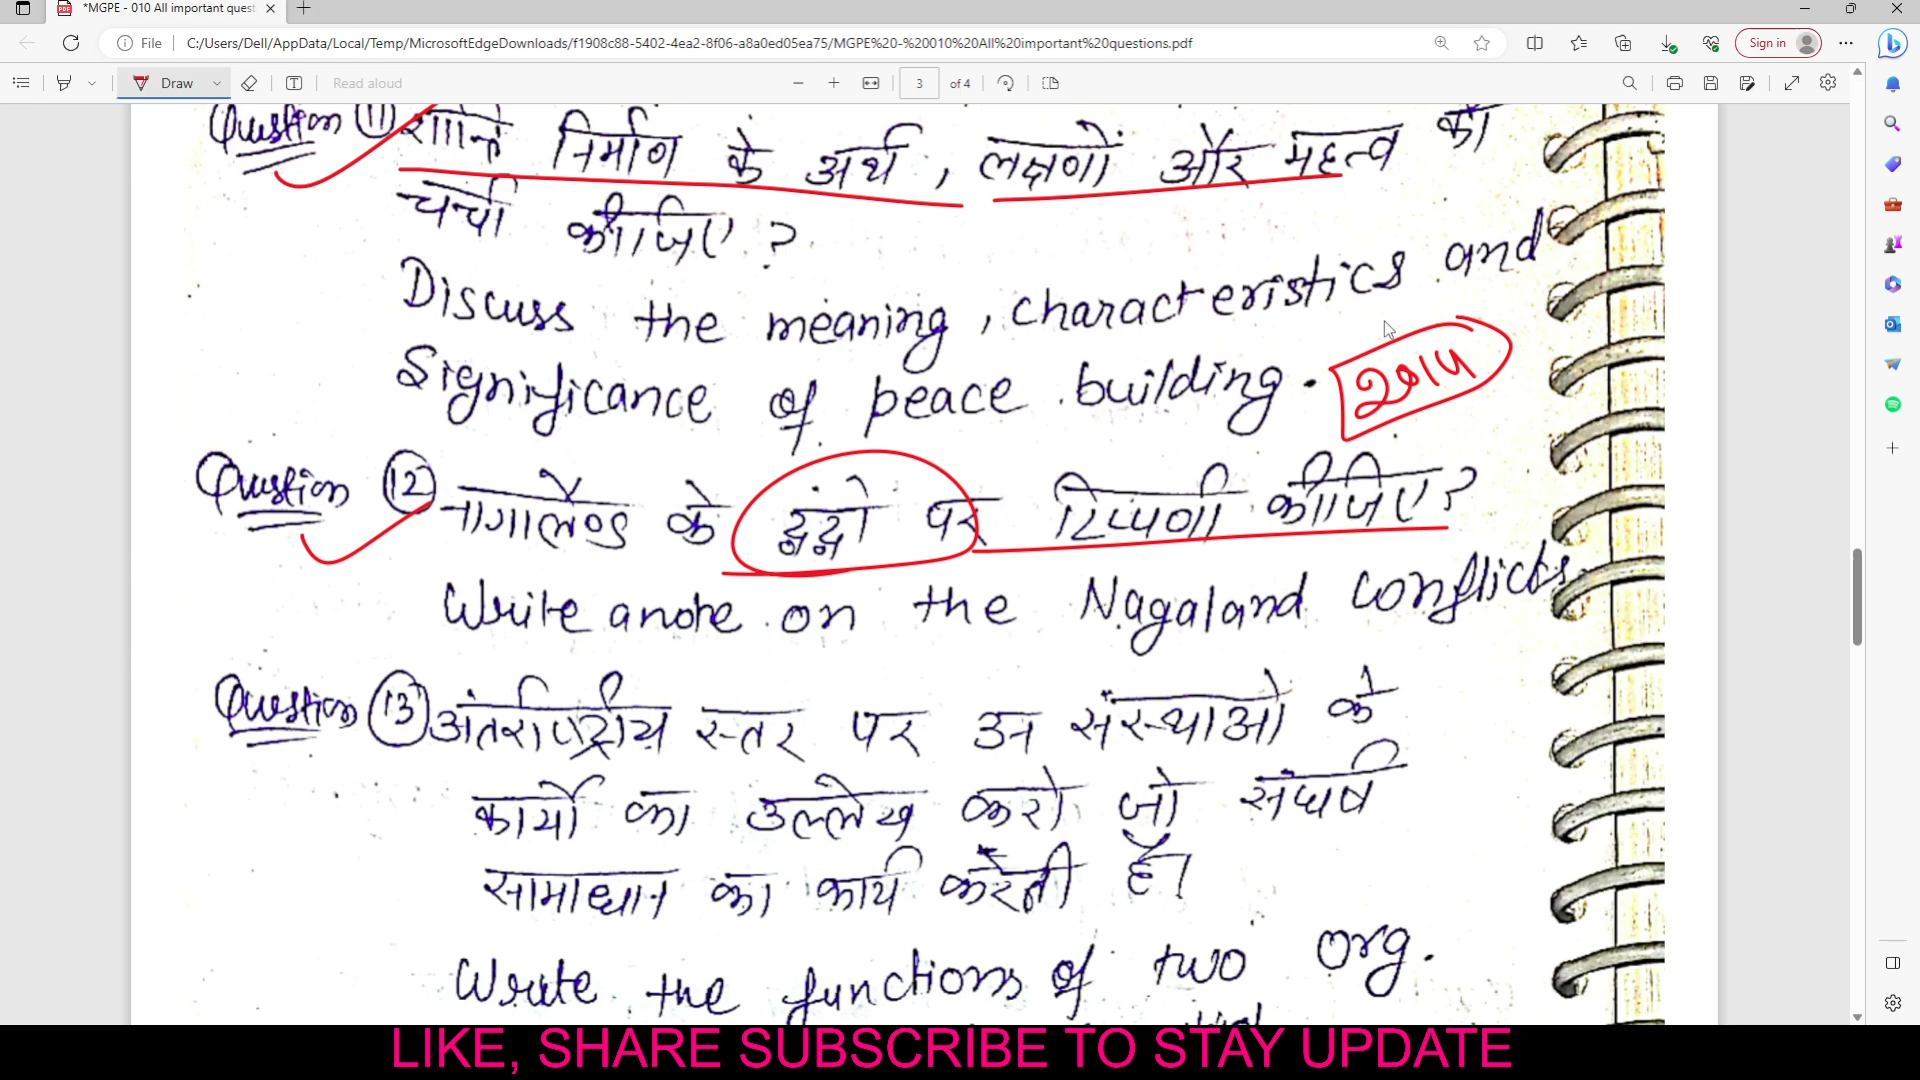 *MGPE - 010 All important quest
File
C:/Users/Dell/AppData/Local/Temp/MicrosoftEdgeDownloads/f1908c88-5402-4ea2-8f06-a8a0ed05ea75/MGPE%20-%20010%20All%20important%20questions.pdf
Sign in
Draw
Read aloud
3 of 4
Question 11 शान्ति निर्माण के अर्थ, लक्षणों और महत्व की
चर्चा कीजिए?
Discuss the meaning, characteristics and
Significance of peace building. 2014
Question 12 नागालैण्ड के द्वंद्वों पर टिप्पणी कीजिए?
Write a note on the Nagaland conflicts
Question 13 अंतर्राष्ट्रीय स्तर पर उन संस्थाओं के
कार्यो का उल्लेख करो जो संघर्ष
सामाधान का कार्य करती है।
Write the functions of two org.
LIKE, SHARE SUBSCRIBE TO STAY UPDATE